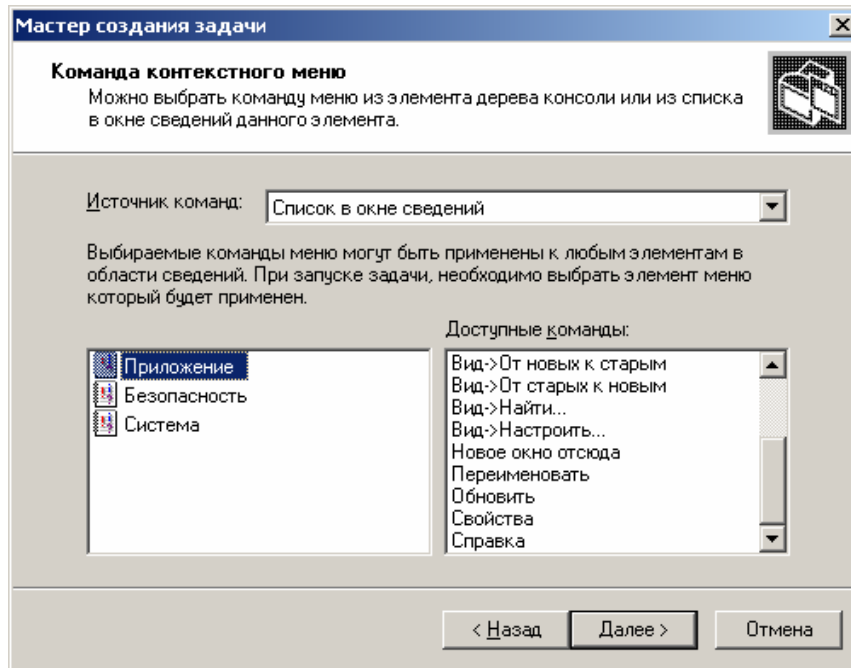 Мастер создания задачи
Команда контекстного меню
Можно выбрать команду меню из элемента дерева консоли или из списка
в окне сведений данного элемента.
Источник команд:
Список в окне сведений
Выбираемые команды меню могут быть применены к любым элементам в
области сведений. При запуске задачи, необходимо выбрать элемент меню
который будет применен.
Приложение
Безопасность
Система
Доступные команды:
Вид->От новых к старым
Вид->От старых к новым
Вид->Найти...
Вид->Настроить...
Новое окно отсюда
Переименовать
Обновить
Свойства
Справка
< Назад
Далее >
Отмена